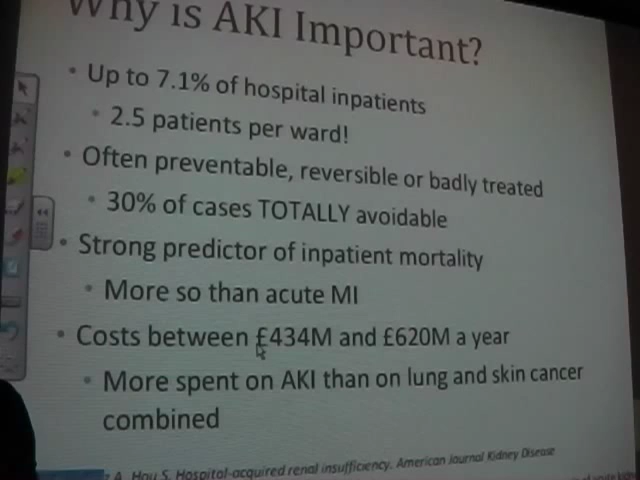 Why is AKI Important?
• Up to 7.1% of hospital inpatients
• 2.5 patients per ward!
• Often preventable, reversible or badly treated
• 30% of cases TOTALLY avoidable
• Strong predictor of inpatient mortality
• More so than acute MI
• Costs between £434M and £620M a year
• More spent on AKI than on lung and skin cancer
combined
A, Hou S. Hospital-acquired renal insufficiency. American Journal Kidney Disease